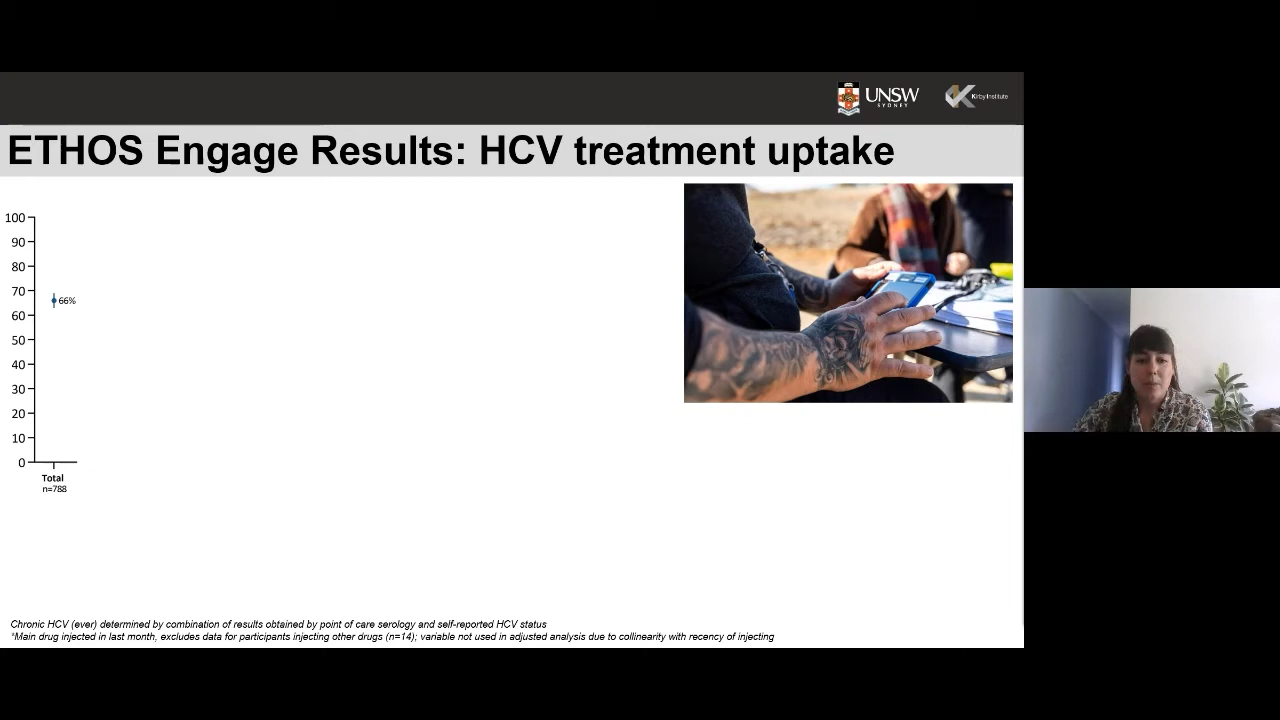 UNSW
SYDNEY
Kirby Institute
ETHOS Engage Results: HCV treatment uptake
100
90
80
70
66%
60
50
40
30
20
10
0
Total
n=788
Chronic HCV (ever) determined by combination of results obtained by point of care serology and self-reported HCV status
*Main drug injected in last month, excludes data for participants injecting other drugs (n=14); variable not used in adjusted analysis due to collinearity with recency of injecting